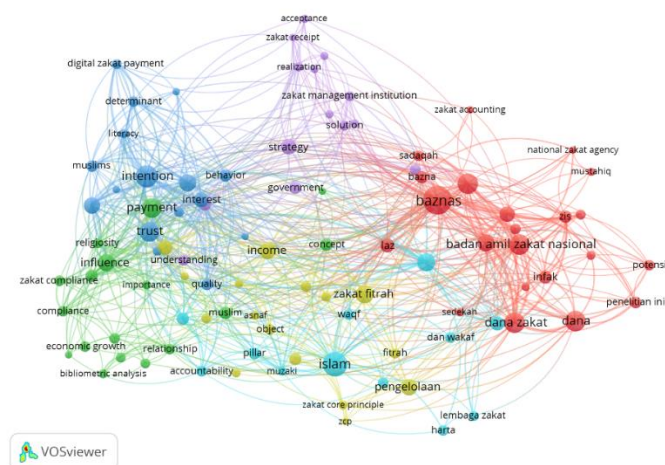 acceptance
zakat receipt
realization
digital zakat payment
zakat management institution
determinant
zakat accounting
literacy
solution
strategy
national zakat agency
sadaqah
mustahiq
muslims
intention
behavior
bazna
government
interest
baznas
payment
zis
trust
concept
laz
badan amil zakat nasional
religiosity
income
understanding
influence
potensi
infak
zakat compliance
importance
quality
zakat fitrah
penelitian ini
compliance
muslim
asnaf
waqf
sedekah
dana zakat
dana
object
economic growth
relationship
dan wakaf
pillar
fitrah
bibliometric analysis
accountability
muzaki
islam
pengelolaan
zakat core principle
lembaga zakat
zcp
harta
VOSviewer